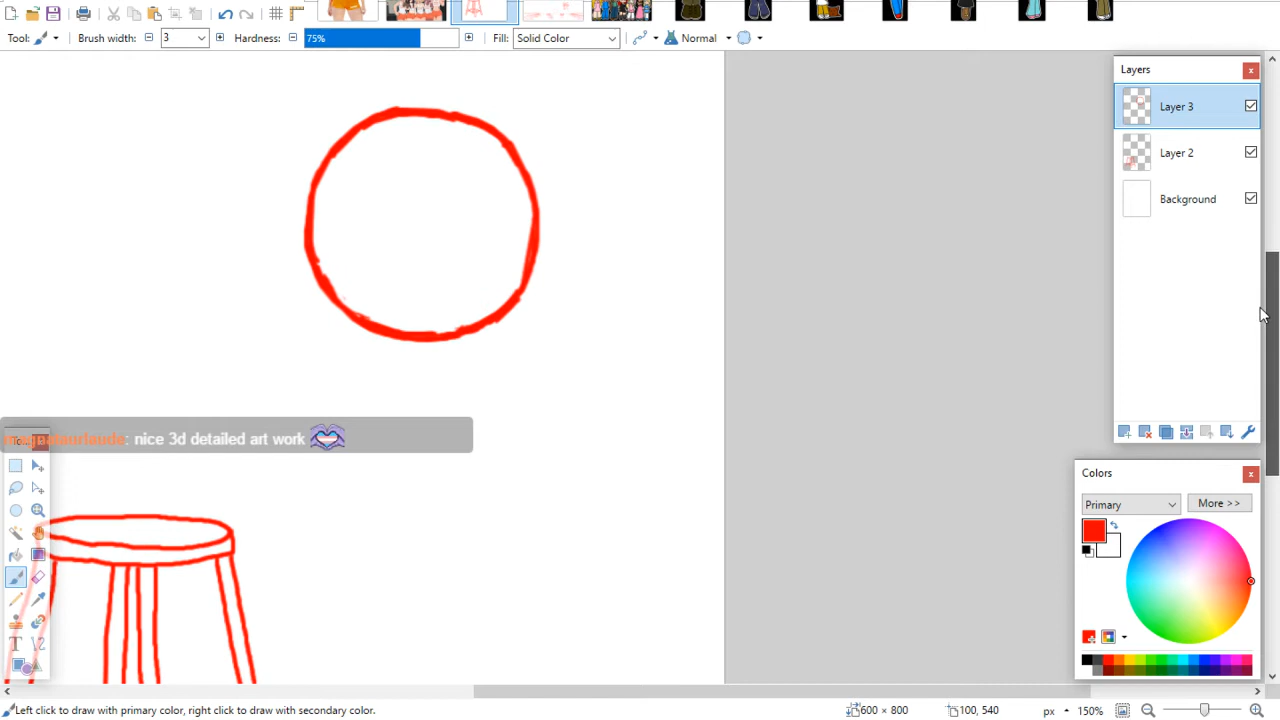 Tool:
Brush width:
3
Hardness:
75%
Fill:
Solid Color
Normal
Layers
Layer 3
Layer 2
Background
: nice 3d detailed art work
Colors
Primary
More >>
Left click to draw with primary color, right click to draw with secondary color.
600 × 800
100, 540
px
150%